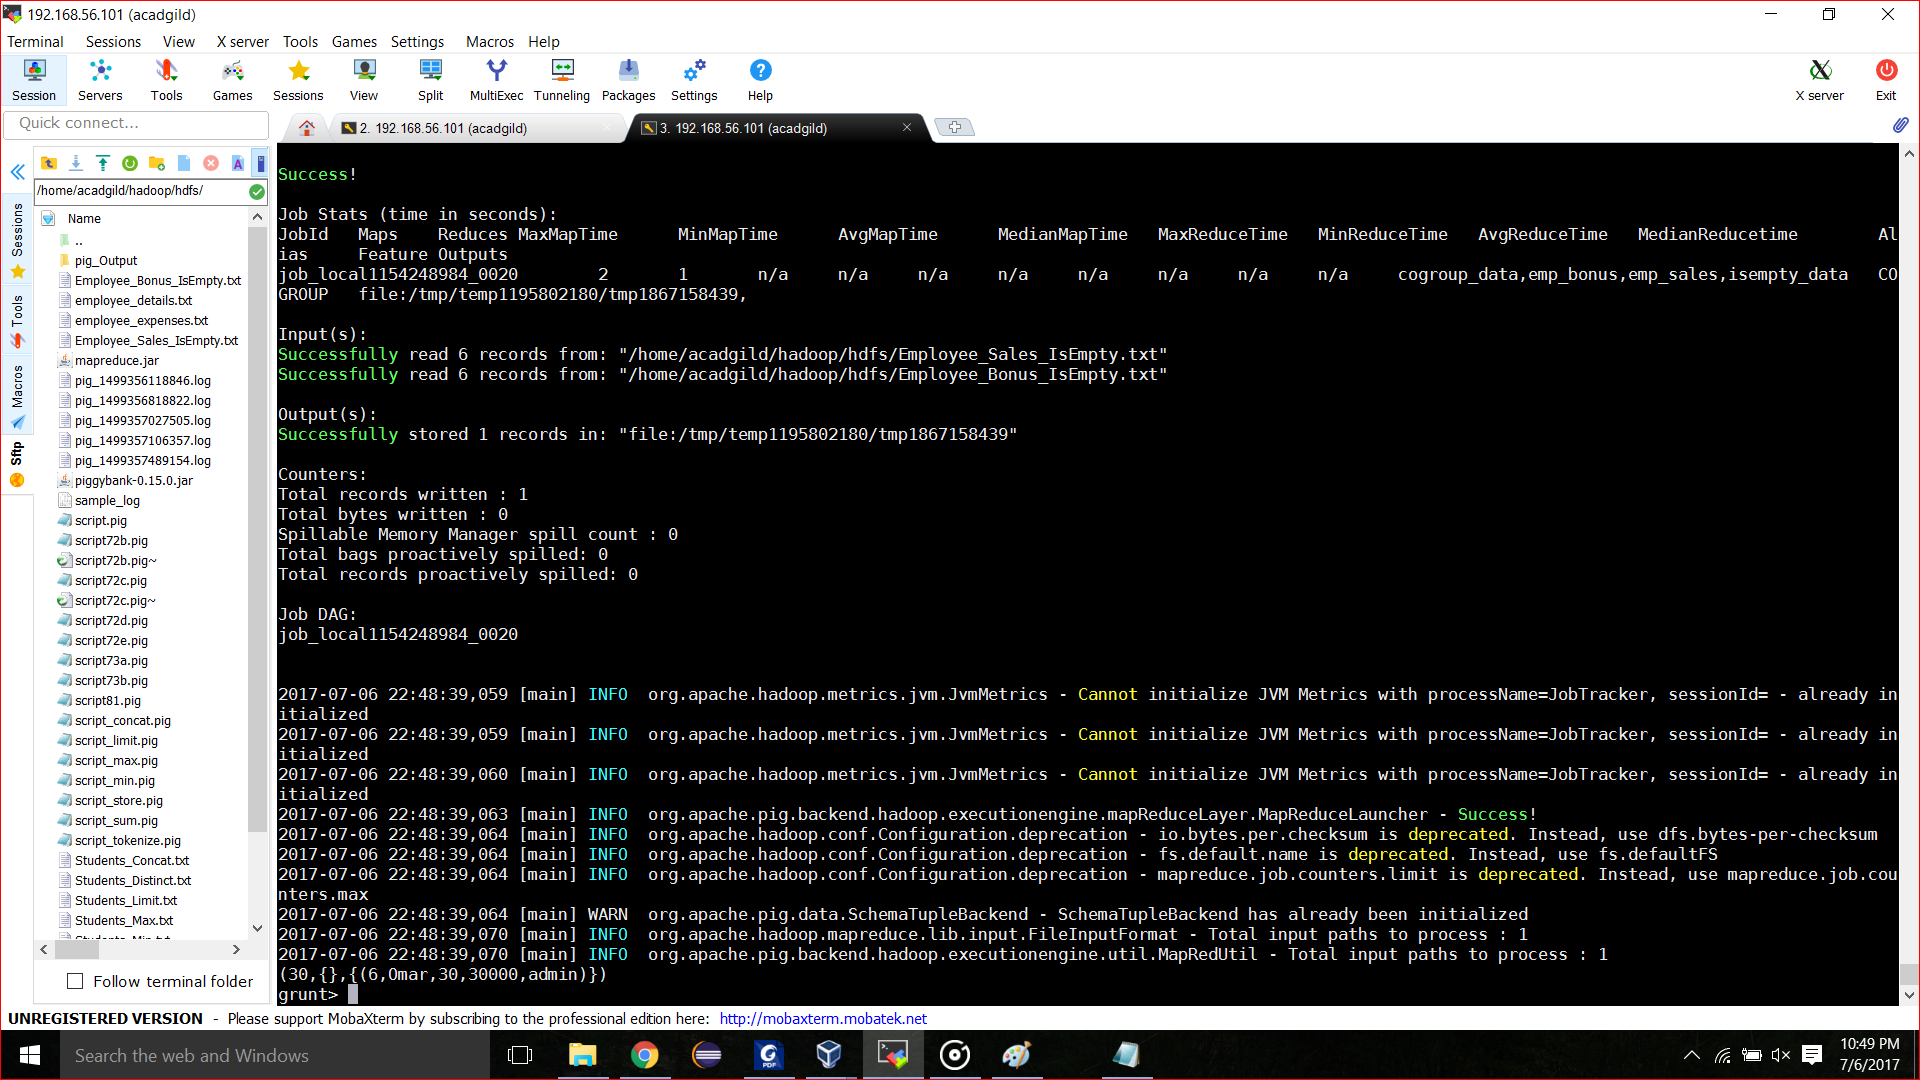 192.168.56.101 (acadgild)
Terminal Sessions View X server Tools Games Settings Macros Help
Session Servers Tools Games Sessions View Split MultiExec Tunneling Packages Settings Help X server Exit
Quick connect...
2. 192.168.56.101 (acadgild)
3. 192.168.56.101 (acadgild)
Sessions
Tools
Macros
Sftp
/home/acadgild/hadoop/hdfs/
Name
..
pig_Output
Employee_Bonus_IsEmpty.txt
employee_details.txt
employee_expenses.txt
Employee_Sales_IsEmpty.txt
mapreduce.jar
pig_1499356118846.log
pig_1499356818822.log
pig_1499357027505.log
pig_1499357106357.log
pig_1499357489154.log
piggybank-0.15.0.jar
sample_log
script.pig
script72b.pig
script72b.pig~
script72c.pig
script72c.pig~
script72d.pig
script72e.pig
script73a.pig
script73b.pig
script81.pig
script_concat.pig
script_limit.pig
script_max.pig
script_min.pig
script_store.pig
script_sum.pig
script_tokenize.pig
Students_Concat.txt
Students_Distinct.txt
Students_Limit.txt
Students_Max.txt
Follow terminal folder
Success!
Job Stats (time in seconds):
JobId Maps Reduces MaxMapTime MinMapTime AvgMapTime MedianMapTime MaxReduceTime MinReduceTime AvgReduceTime MedianReducetime Al
ias Feature Outputs
job_local1154248984_0020 2 1 n/a n/a n/a n/a n/a n/a n/a n/a cogroup_data,emp_bonus,emp_sales,isempty_data CO
GROUP file:/tmp/temp1195802180/tmp1867158439,
Input(s):
Successfully read 6 records from: "/home/acadgild/hadoop/hdfs/Employee_Sales_IsEmpty.txt"
Successfully read 6 records from: "/home/acadgild/hadoop/hdfs/Employee_Bonus_IsEmpty.txt"
Output(s):
Successfully stored 1 records in: "file:/tmp/temp1195802180/tmp1867158439"
Counters:
Total records written : 1
Total bytes written : 0
Spillable Memory Manager spill count : 0
Total bags proactively spilled: 0
Total records proactively spilled: 0
Job DAG:
job_local1154248984_0020
2017-07-06 22:48:39,059 [main] INFO org.apache.hadoop.metrics.jvm.JvmMetrics - Cannot initialize JVM Metrics with processName=JobTracker, sessionId= - already in
itialized
2017-07-06 22:48:39,059 [main] INFO org.apache.hadoop.metrics.jvm.JvmMetrics - Cannot initialize JVM Metrics with processName=JobTracker, sessionId= - already in
itialized
2017-07-06 22:48:39,060 [main] INFO org.apache.hadoop.metrics.jvm.JvmMetrics - Cannot initialize JVM Metrics with processName=JobTracker, sessionId= - already in
itialized
2017-07-06 22:48:39,063 [main] INFO org.apache.pig.backend.hadoop.executionengine.mapReduceLayer.MapReduceLauncher - Success!
2017-07-06 22:48:39,064 [main] INFO org.apache.hadoop.conf.Configuration.deprecation - io.bytes.per.checksum is deprecated. Instead, use dfs.bytes-per-checksum
2017-07-06 22:48:39,064 [main] INFO org.apache.hadoop.conf.Configuration.deprecation - fs.default.name is deprecated. Instead, use fs.defaultFS
2017-07-06 22:48:39,064 [main] INFO org.apache.hadoop.conf.Configuration.deprecation - mapreduce.job.counters.limit is deprecated. Instead, use mapreduce.job.cou
nters.max
2017-07-06 22:48:39,064 [main] WARN org.apache.pig.data.SchemaTupleBackend - SchemaTupleBackend has already been initialized
2017-07-06 22:48:39,070 [main] INFO org.apache.hadoop.mapreduce.lib.input.FileInputFormat - Total input paths to process : 1
2017-07-06 22:48:39,070 [main] INFO org.apache.pig.backend.hadoop.executionengine.util.MapRedUtil - Total input paths to process : 1
(30,{},{(6,Omar,30,30000,admin)})
grunt>
UNREGISTERED VERSION - Please support MobaXterm by subscribing to the professional edition here: http://mobaxterm.mobatek.net
Search the web and Windows
PDF
10:49 PM
7/6/2017